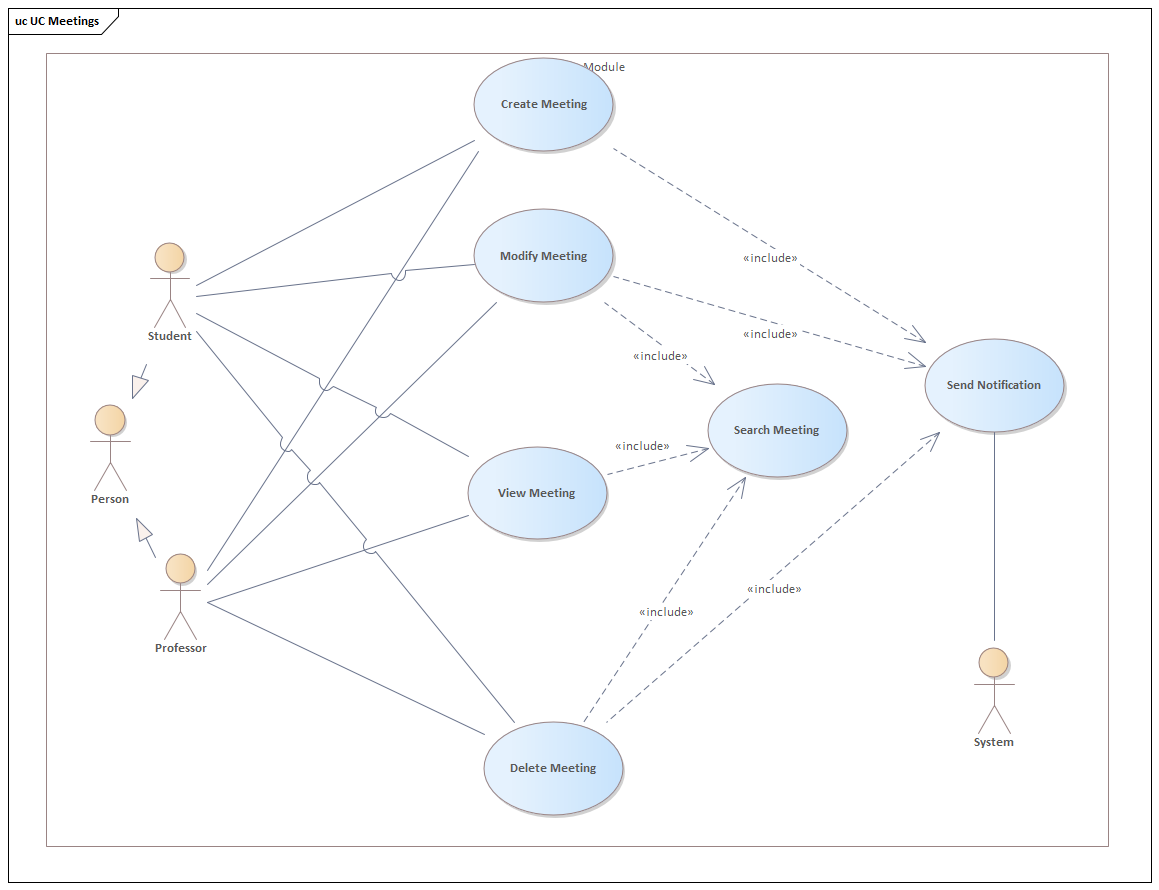 uc UC Meetings
Module
Create Meeting
Modify Meeting
«include»
Student
«include»
«include»
Send Notification
Person
Search Meeting
«include»
View Meeting
«include»
«include»
Professor
System
Delete Meeting